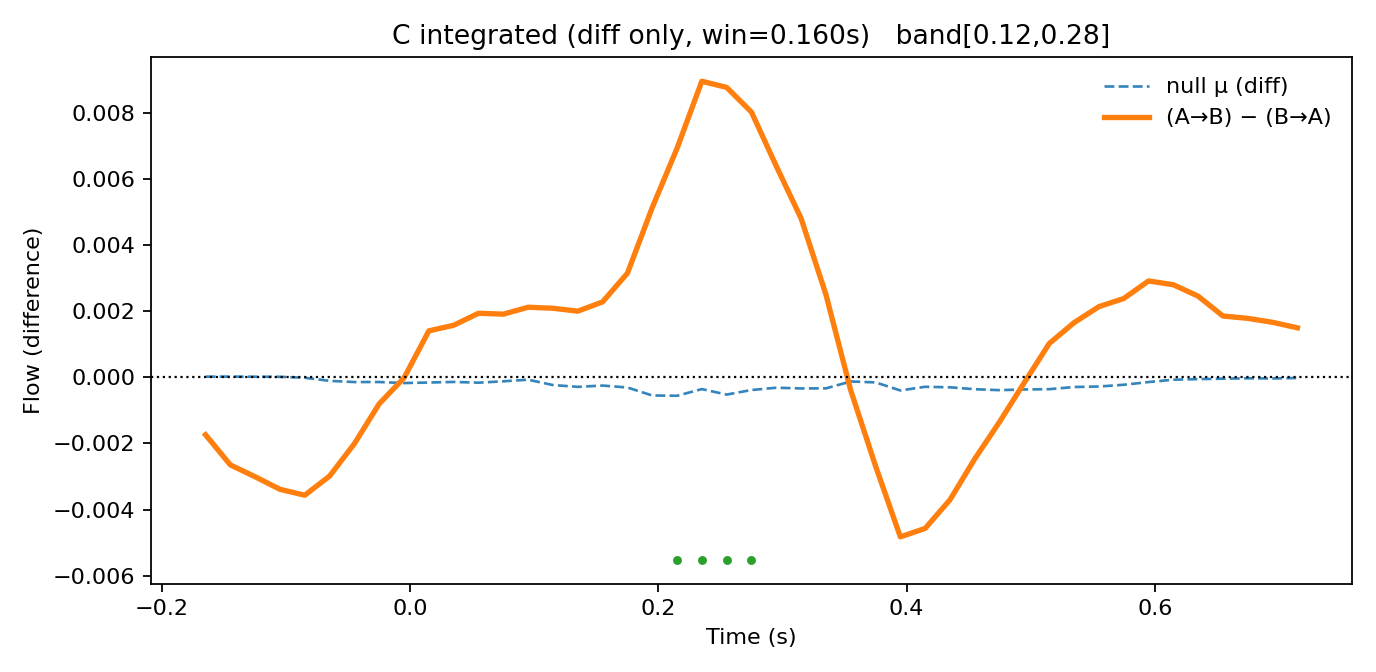 C integrated (diff only, win=0.160s)   band[0.12,0.28]
null μ (diff)
(A→B) − (B→A)
Flow (difference)
0.008
0.006
0.004
0.002
0.000
−0.002
−0.004
−0.006
−0.2
0.0
0.2
0.4
0.6
Time (s)